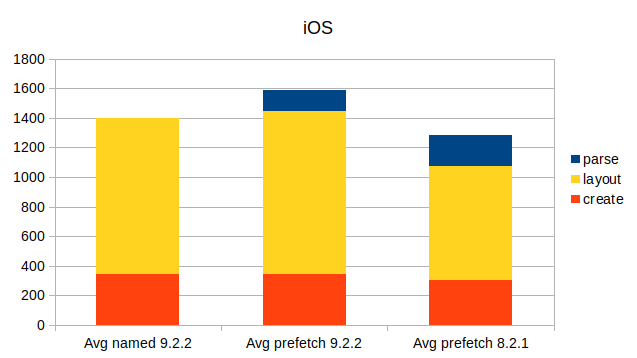 iOS
1800
1600
1400
1200
1000
800
600
400
200
0
Avg named 9.2.2 Avg prefetch 9.2.2 Avg prefetch 8.2.1
parse
layout
create